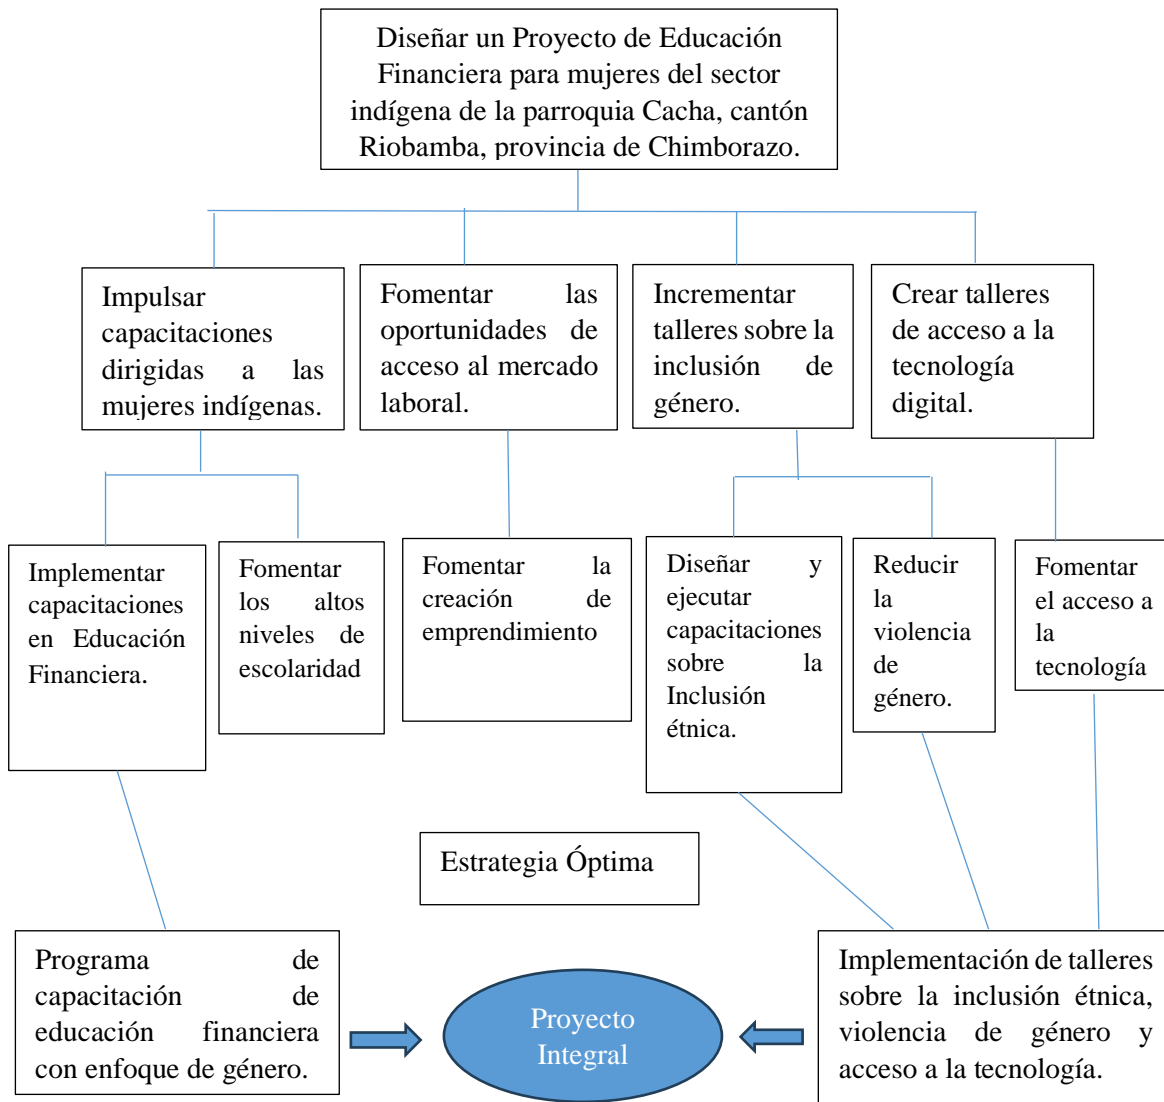 Diseñar un Proyecto de Educación
Financiera para mujeres del sector
indígena de la parroquia Cacha, cantón
Riobamba, provincia de Chimborazo.
Impulsar
capacitaciones
dirigidas a las
mujeres indígenas.
Fomentar las
oportunidades de
acceso al mercado
laboral.
Incrementar
talleres sobre la
inclusión de
género.
Crear talleres
de acceso a la
tecnología
digital.
Implementar
capacitaciones
en Educación
Financiera.
Fomentar
los altos
niveles de
escolaridad
Fomentar la
creación de
emprendimiento
Diseñar y
ejecutar
capacitaciones
sobre la
Inclusión
étnica.
Reducir
la
violencia
de
género.
Fomentar
el acceso a
la
tecnología
Estrategia Óptima
Programa de
capacitación de
educación financiera
con enfoque de género.
Proyecto
Integral
Implementación de talleres
sobre la inclusión étnica,
violencia de género y
acceso a la tecnología.